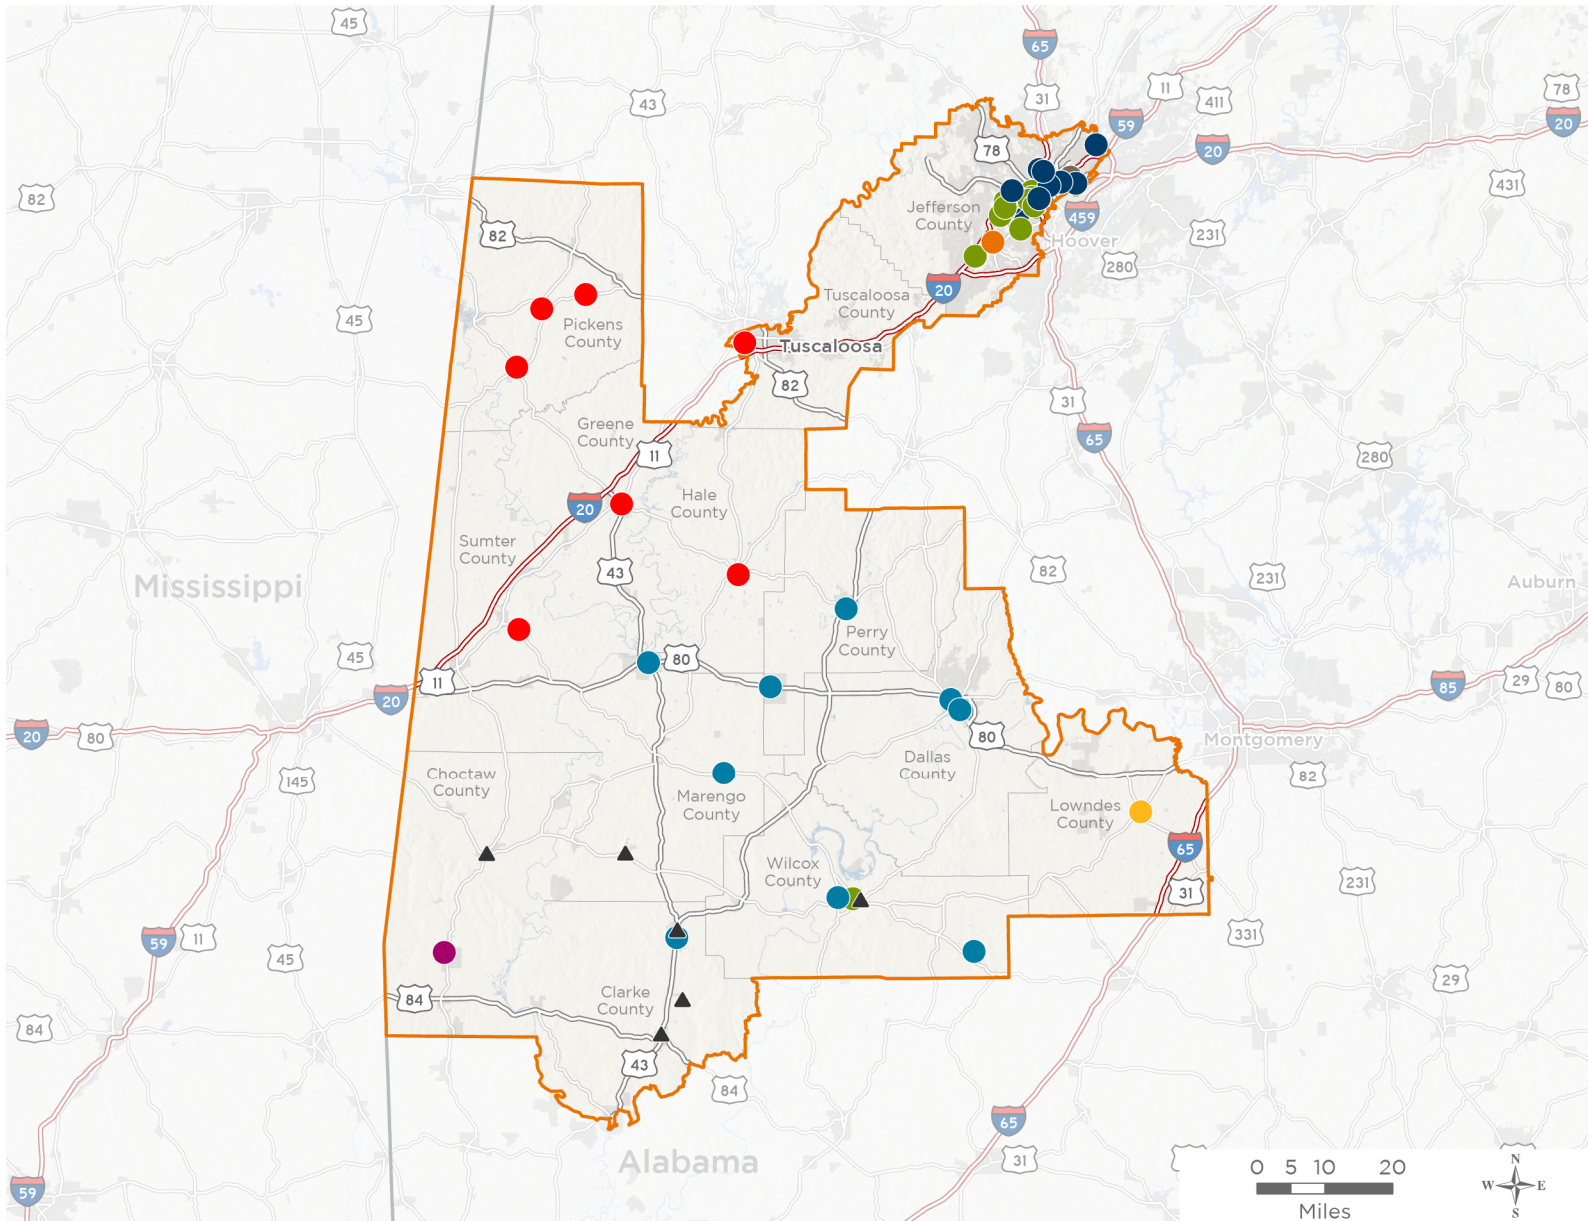 45
65
43
31
11
411
78
59
20
78
20
82
431
Jefferson
County
459
231
82
Hoover
280
20
Tuscaloosa
County
45
Pickens
County
Tuscaloosa
82
31
Greene
County
65
11
280
Hale
County
20
Sumter
County
43
82
231
Auburn
Mississippi
Perry
County
45
80
11
20
85
29
80
20
80
80
Montgomery
Dallas
County
Choctaw
County
145
82
Marengo
County
Lowndes
County
65
Wilcox
County
231
31
59
11
331
45
29
84
Clarke
County
84
43
84
65
Alabama
31
59
0 5 10 20
Miles
N
W E
S